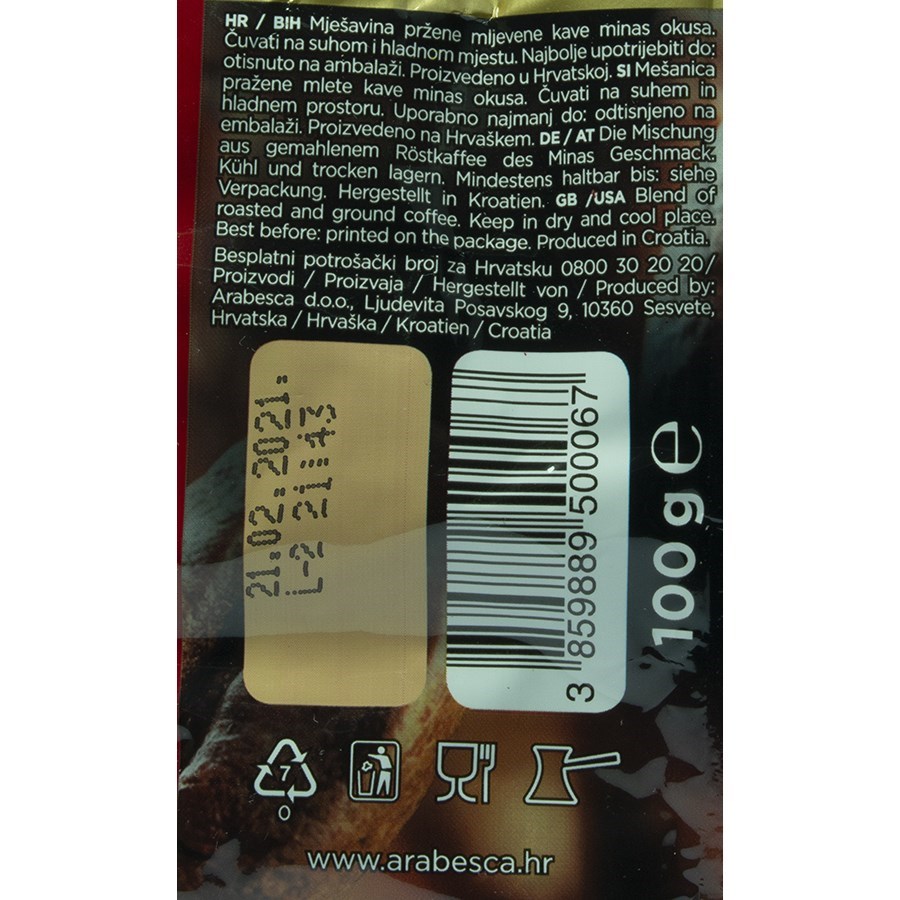 HR / BIH Mješavina pržene mljevene kave minas okusa.
Čuvati na suhom i hladnom mjestu. Najbolje upotrijebiti do:
otisnuto na ambalaži. Proizvedeno u Hrvatskoj. SI Mešanica
pražene mlete kave minas okusa. Čuvati na suhem in
hladnem prostoru. Uporabno najmanj do: odtisnjeno na
embalaži. Proizvedeno na Hrvaškem. DE / AT Die Mischung
aus gemahlenem Röstkaffee des Minas Geschmack.
Kühl und trocken lagern. Mindestens haltbar bis: siehe
Verpackung. Hergestellt in Kroatien. GB /USA Blend of
roasted and ground coffee. Keep in dry and cool place.
Best before: printed on the package. Produced in Croatia.
Besplatni potrošački broj za Hrvatsku 0800 30 20 20/
Proizvodi / Proizvaja / Hergestellt von / Produced by:
Arabesca d.o.o., Ljudevita Posavskog 9, 10360 Sesvete,
Hrvatska / Hrvaška / Kroatien / Croatia
21.02.2021.
L-2 21:43
3 859889 500067
100 g e
7
O
www.arabesca.hr